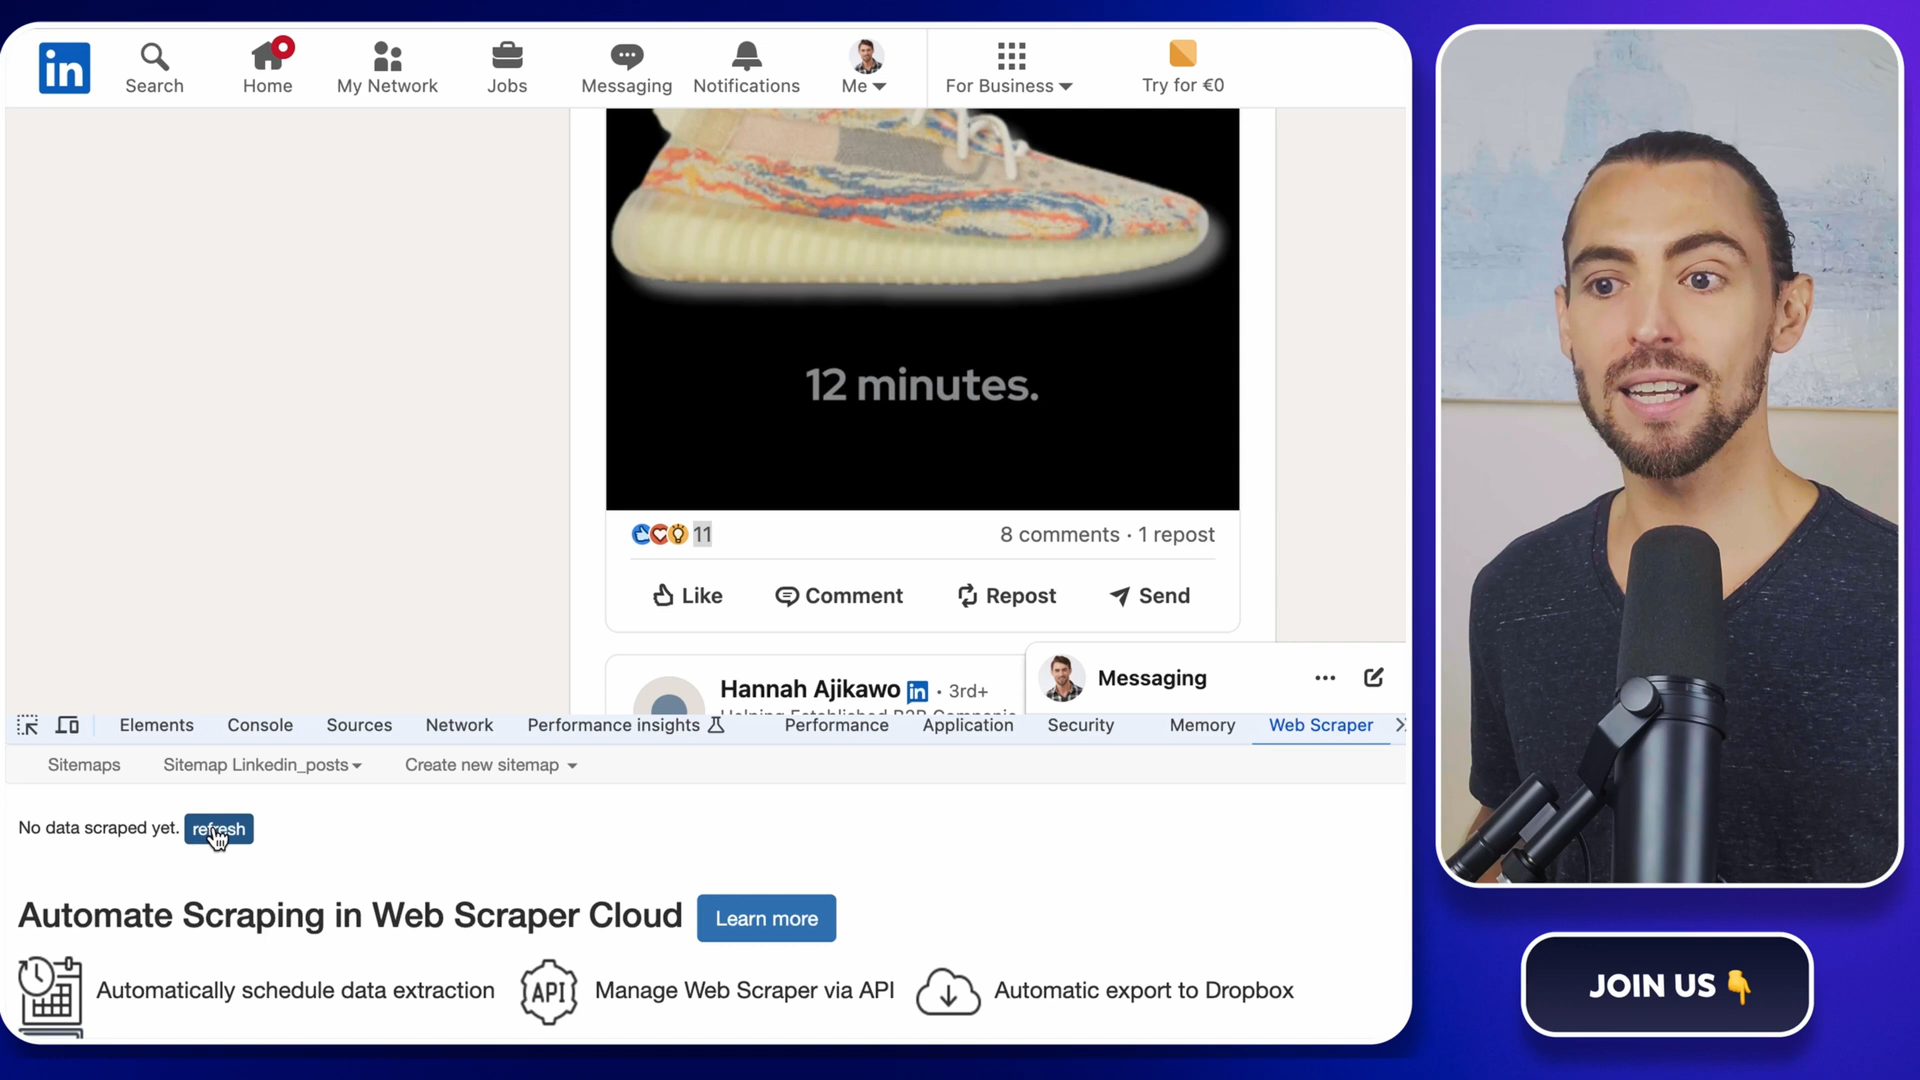 in
Search
Home
My Network
Jobs
Messaging
Notifications
Me
For Business
Try for €0
12 minutes.
11
8 comments · 1 repost
Like
Comment
Repost
Send
Hannah Ajikawo in · 3rd+
Messaging
Elements
Console
Sources
Network
Performance insights
Performance
Application
Security
Memory
Web Scraper
Sitemaps
Sitemap Linkedin_posts
Create new sitemap
No data scraped yet. refresh
Automate Scraping in Web Scraper Cloud
Learn more
Automatically schedule data extraction
API
Manage Web Scraper via API
Automatic export to Dropbox
JOIN US